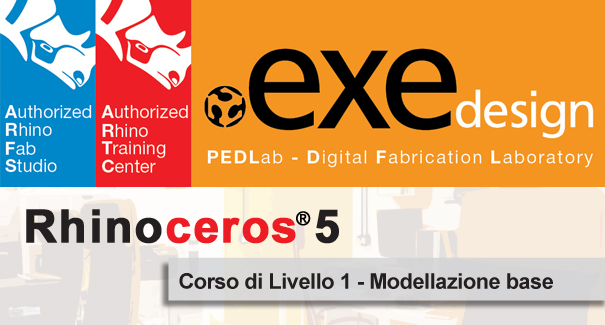 Authorized
Rhino
Fab
Studio
Authorized
Rhino
Training
Center
.exe design
PEDLab - Digital Fabrication Laboratory
Rhinoceros® 5
Corso di Livello 1 - Modellazione base